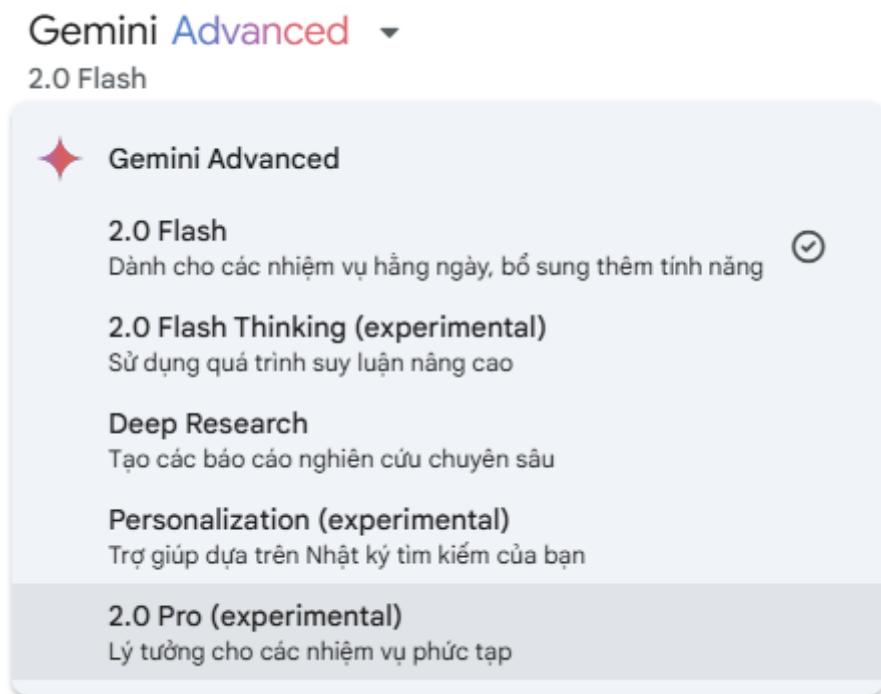 Gemini Advanced
2.0 Flash
Gemini Advanced
2.0 Flash
Dành cho các nhiệm vụ hằng ngày, bổ sung thêm tính năng
2.0 Flash Thinking (experimental)
Sử dụng quá trình suy luận nâng cao
Deep Research
Tạo các báo cáo nghiên cứu chuyên sâu
Personalization (experimental)
Trợ giúp dựa trên Nhật ký tìm kiếm của bạn
2.0 Pro (experimental)
Lý tưởng cho các nhiệm vụ phức tạp